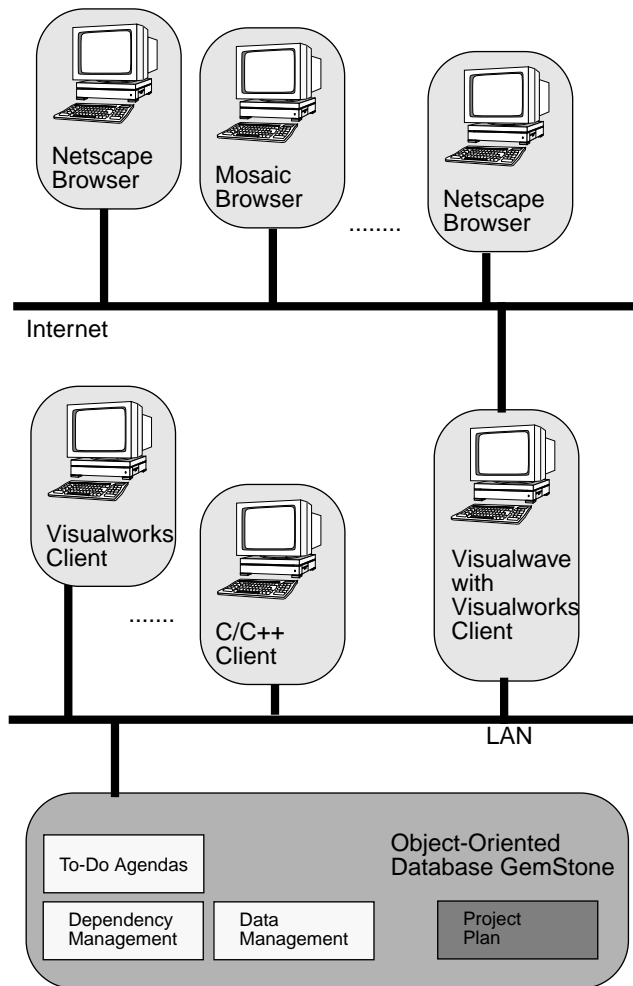 Netscape
Browser
Mosaic
Browser
........
Netscape
Browser
Internet
Visualworks
Client
.......
C/C++
Client
Visualwave
with
Visualworks
Client
LAN
To-Do Agendas
Object-Oriented
Database GemStone
Dependency
Management
Data
Management
Project
Plan